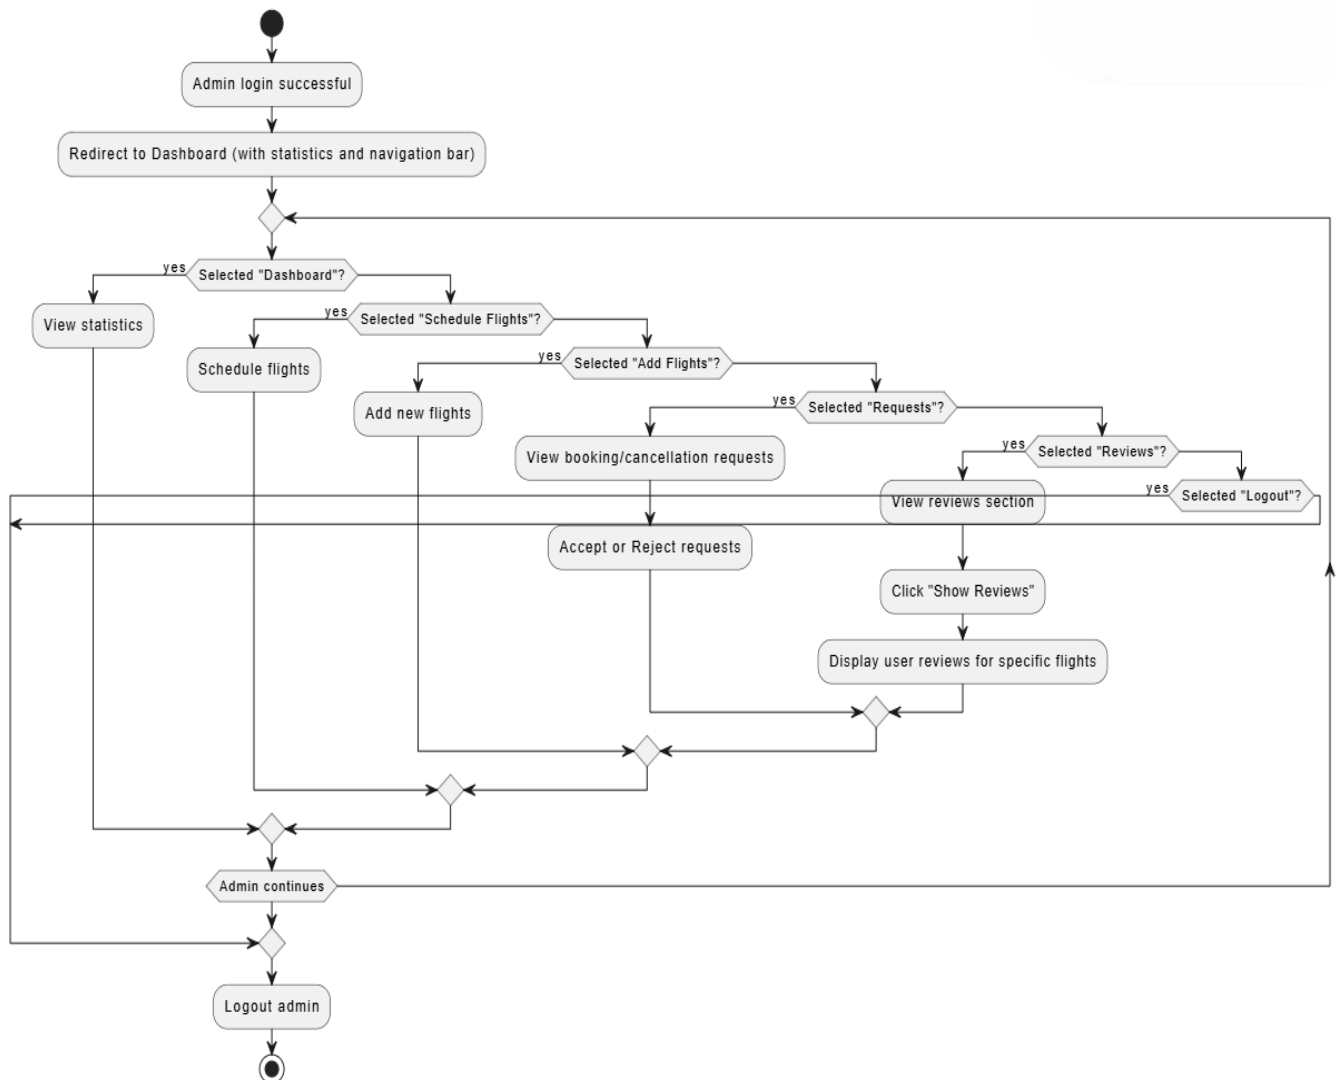 Admin login successful
Redirect to Dashboard (with statistics and navigation bar)
yes
Selected "Dashboard"?
View statistics
yes
Selected "Schedule Flights"?
Schedule flights
yes
Selected "Add Flights"?
Add new flights
yes
Selected "Requests"?
View booking/cancellation requests
yes
Selected "Reviews"?
yes
Selected "Logout"?
View reviews section
Accept or Reject requests
Click "Show Reviews"
Display user reviews for specific flights
Admin continues
Logout admin